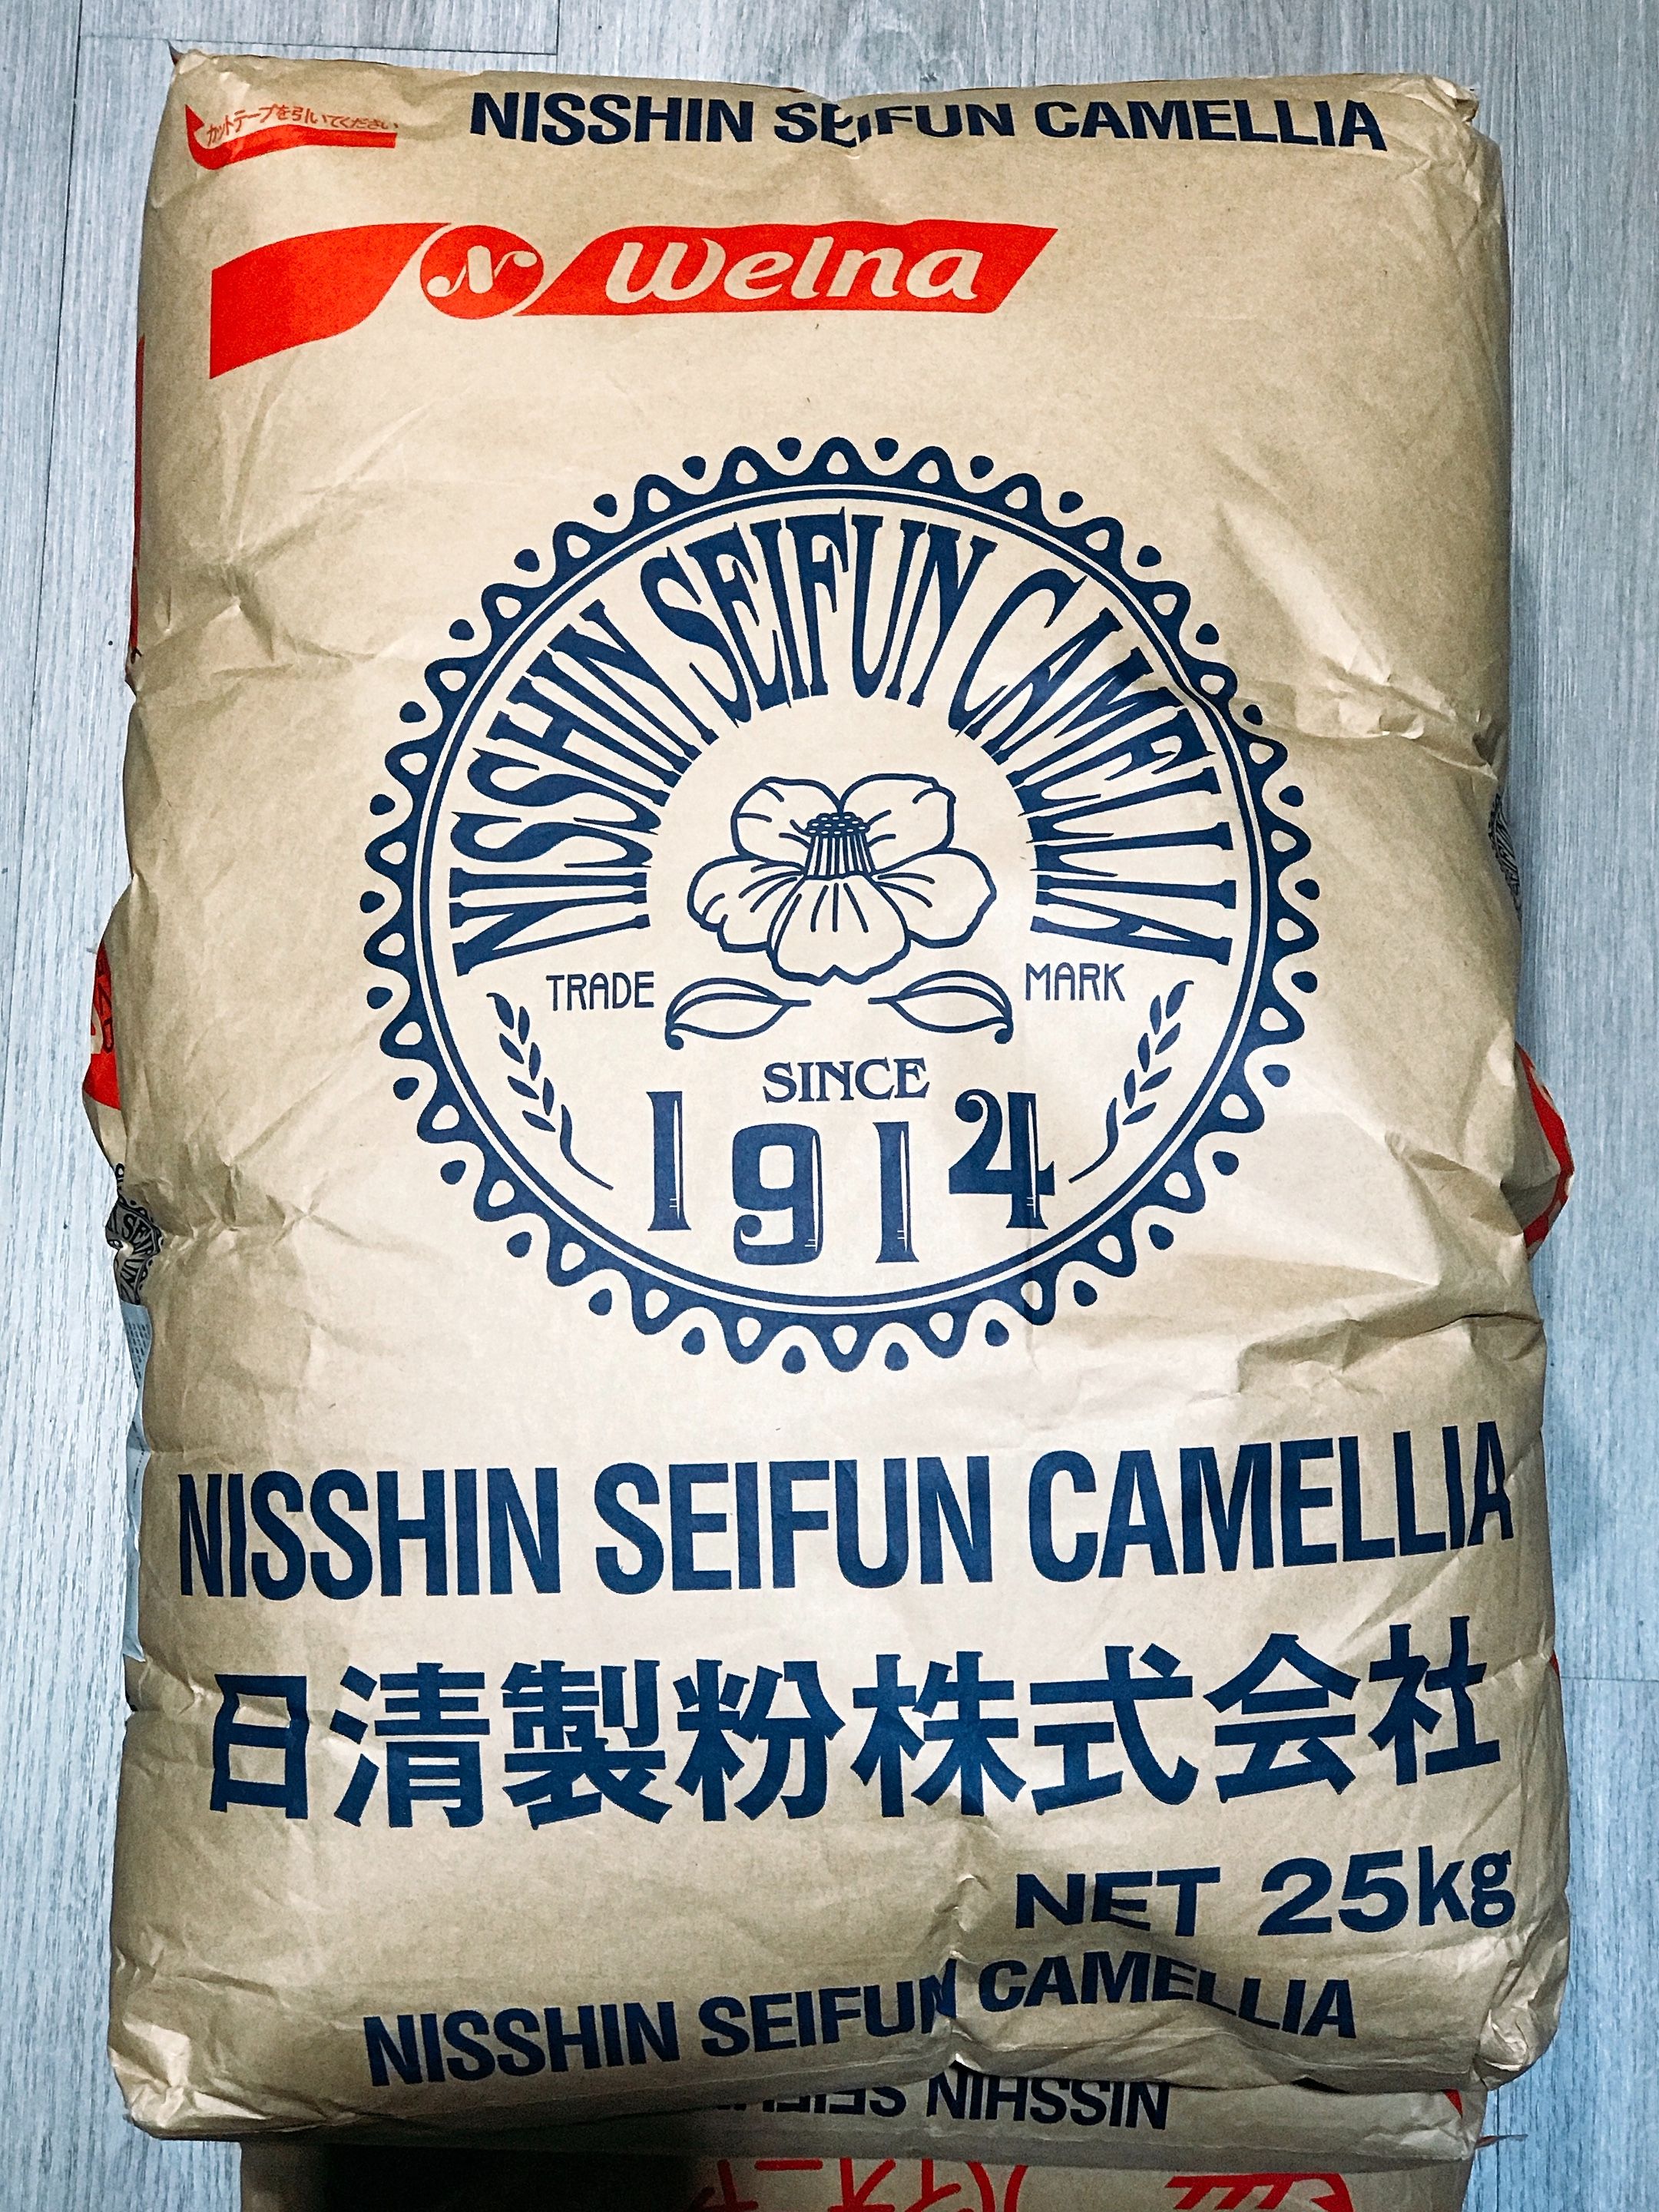 カットテープを引いてください
NISSHIN SEIFUN CAMELLIA
N Welna
NISSHIN SEIFUN CAMELLIA
TRADE MARK
SINCE
1914
NISSHIN SEIFUN CAMELLIA
日清製粉株式会社
NET 25kg
NISSHIN SEIFUN CAMELLIA
NISSHIN